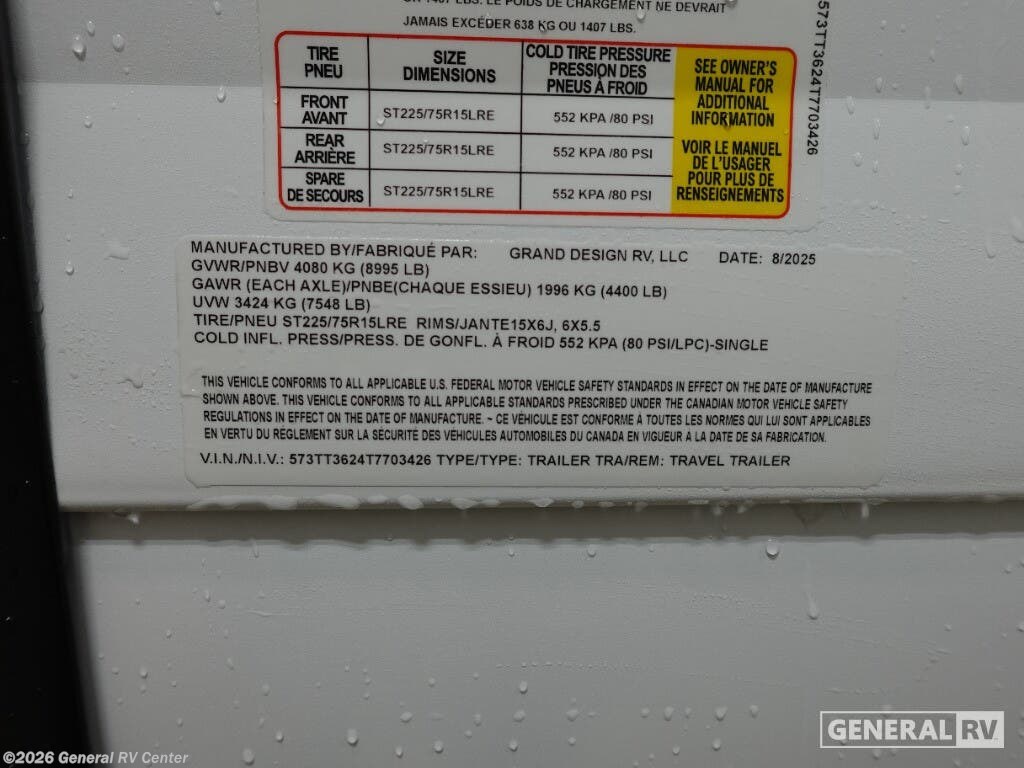 OR 1407 LBS. LE POIDS DE CHARGEMENT NE DEVRAIT
JAMAIS EXCÉDER 638 KG OU 1407 LBS.
TIRE PNEU SIZE DIMENSIONS COLD TIRE PRESSURE PRESSION DES PNEUS À FROID
FRONT AVANT ST225/75R15LRE 552 KPA /80 PSI
REAR ARRIÈRE ST225/75R15LRE 552 KPA /80 PSI
SPARE DE SECOURS ST225/75R15LRE 552 KPA /80 PSI
SEE OWNER'S
MANUAL FOR
ADDITIONAL
INFORMATION
VOIR LE MANUEL
DE L'USAGER
POUR PLUS DE
RENSEIGNEMENTS
573TT3624T7703426
MANUFACTURED BY/FABRIQUÉ PAR: GRAND DESIGN RV, LLC DATE: 8/2025
GVWR/PNBV 4080 KG (8995 LB)
GAWR (EACH AXLE)/PNBE(CHAQUE ESSIEU) 1996 KG (4400 LB)
UVW 3424 KG (7548 LB)
TIRE/PNEU ST225/75R15LRE RIMS/JANTE15X6J, 6X5.5
COLD INFL. PRESS/PRESS. DE GONFL. À FROID 552 KPA (80 PSI/LPC)-SINGLE
THIS VEHICLE CONFORMS TO ALL APPLICABLE U.S. FEDERAL MOTOR VEHICLE SAFETY STANDARDS IN EFFECT ON THE DATE OF MANUFACTURE
SHOWN ABOVE. THIS VEHICLE CONFORMS TO ALL APPLICABLE STANDARDS PRESCRIBED UNDER THE CANADIAN MOTOR VEHICLE SAFETY
REGULATIONS IN EFFECT ON THE DATE OF MANUFACTURE. ~ CE VÉHICULE EST CONFORME À TOUTES LES NORMES QUI LUI SONT APPLICABLES
EN VERTU DU RÈGLEMENT SUR LA SÉCURITÉ DES VÉHICULES AUTOMOBILES DU CANADA EN VIGUEUR À LA DATE DE SA FABRICATION.
V.I.N./N.I.V.: 573TT3624T7703426 TYPE/TYPE: TRAILER TRA/REM: TRAVEL TRAILER
GENERAL RV
©2026 General RV Center